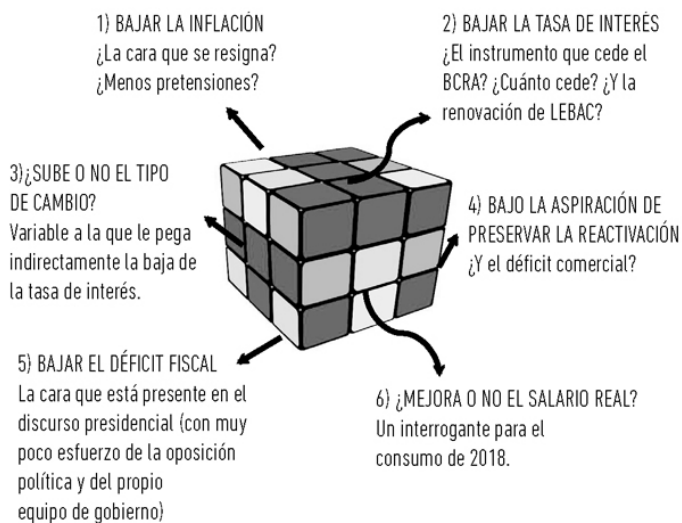 1) BAJAR LA INFLACIÓN
¿La cara que se resigna?
¿Menos pretensiones?
2) BAJAR LA TASA DE INTERÉS
¿El instrumento que cede el
BCRA? ¿Cuánto cede? ¿Y la
renovación de LEBAC?
3)¿SUBE O NO EL TIPO
DE CAMBIO?
Variable a la que le pega
indirectamente la baja de
la tasa de interés.
4) BAJO LA ASPIRACIÓN DE
PRESERVAR LA REACTIVACIÓN
¿Y el déficit comercial?
5) BAJAR EL DÉFICIT FISCAL
La cara que está presente en el
discurso presidencial (con muy
poco esfuerzo de la oposición
política y del propio
equipo de gobierno)
6) ¿MEJORA O NO EL SALARIO REAL?
Un interrogante para el
consumo de 2018.